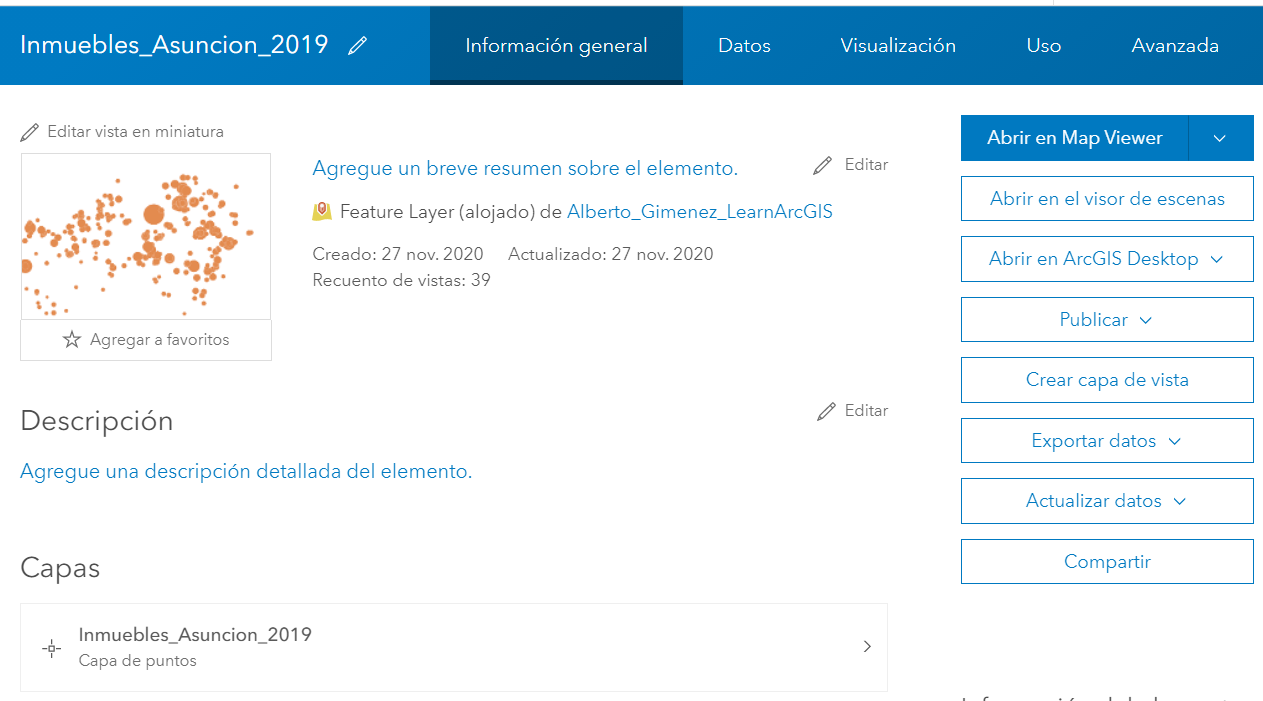 Inmuebles_Asuncion_2019
Información general
Datos
Visualización
Uso
Avanzada
Editar vista en miniatura
Agregue un breve resumen sobre el elemento.
Editar
Feature Layer (alojado) de Alberto_Gimenez_LearnArcGIS
Creado: 27 nov. 2020 Actualizado: 27 nov. 2020
Recuento de vistas: 39
Agregar a favoritos
Descripción
Editar
Agregue una descripción detallada del elemento.
Capas
Inmuebles_Asuncion_2019
Capa de puntos
Abrir en Map Viewer
Abrir en el visor de escenas
Abrir en ArcGIS Desktop
Publicar
Crear capa de vista
Exportar datos
Actualizar datos
Compartir